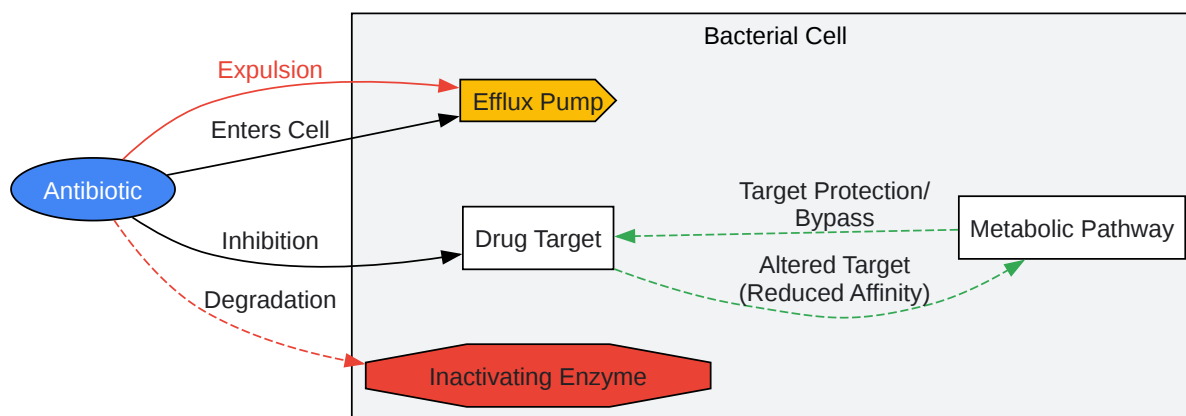 Bacterial Cell
Expulsion
Efflux Pump
Enters Cell
Antibiotic
Target Protection/
Bypass
Metabolic Pathway
Inhibition
Drug Target
Altered Target
(Reduced Affinity)
Degradation
Inactivating Enzyme